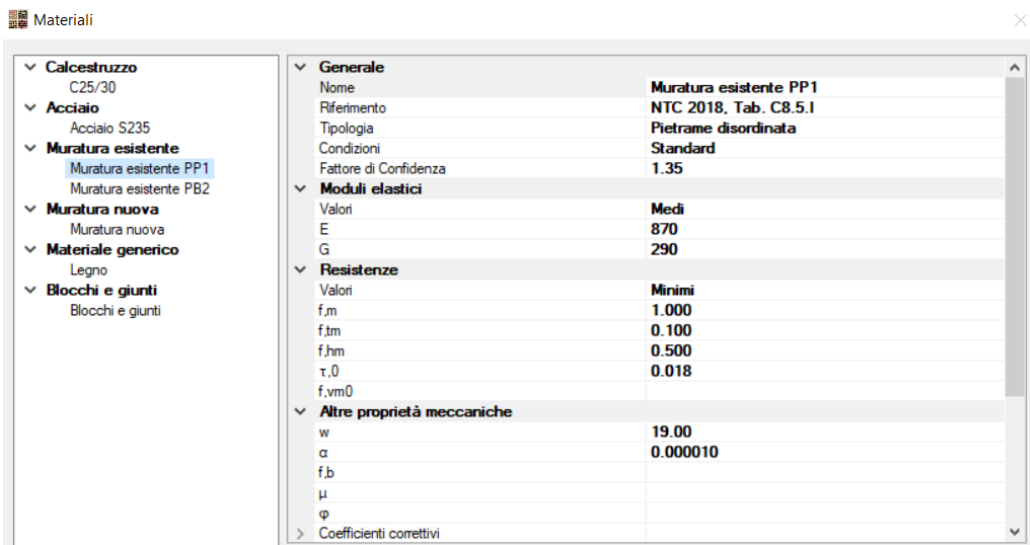 Materiali
Calcestruzzo
C25/30
Acciaio
Acciaio S235
Muratura esistente
Muratura esistente PP1
Muratura esistente PB2
Muratura nuova
Muratura nuova
Materiale generico
Legno
Blocchi e giunti
Blocchi e giunti
Generale
Nome Muratura esistente PP1
Riferimento NTC 2018, Tab. C8.5.I
Tipologia Pietrame disordinata
Condizioni Standard
Fattore di Confidenza 1.35
Moduli elastici
Valori Medi
E 870
G 290
Resistenze
Valori Minimi
f,m 1.000
f,tm 0.100
f,hm 0.500
τ,0 0.018
f,vm0
Altre proprietà meccaniche
w 19.00
α 0.000010
f,b
μ
φ
Coefficienti correttivi